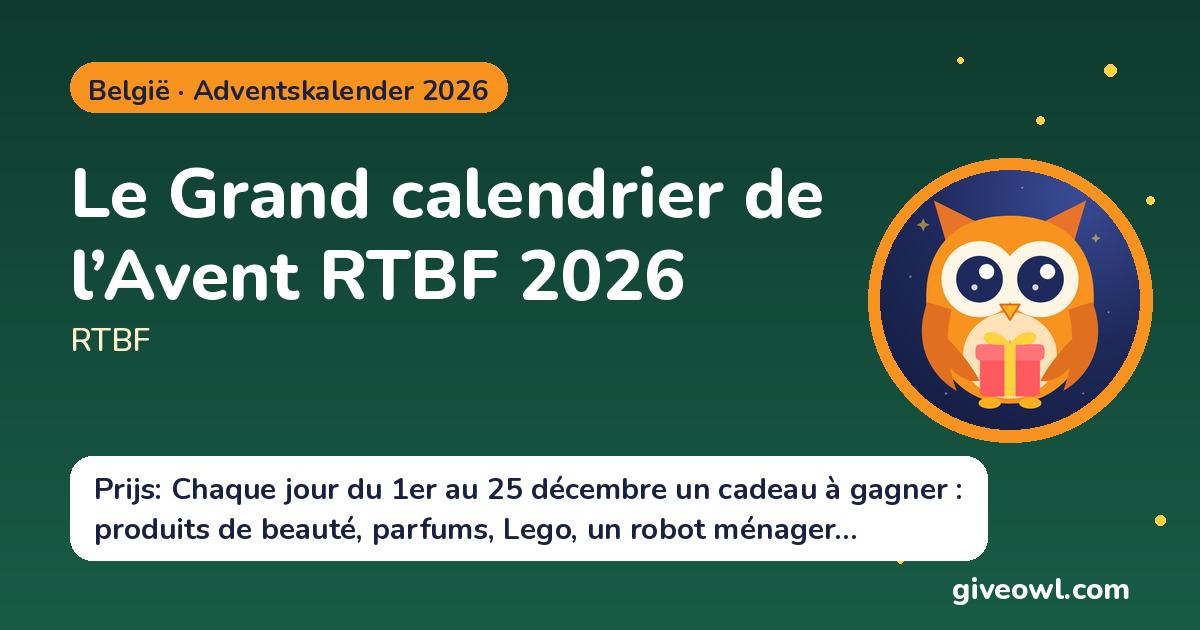 België · Adventskalender 2026
Le Grand calendrier de
l’Avent RTBF 2026
RTBF
Prijs: Chaque jour du 1er au 25 décembre un cadeau à gagner :
produits de beauté, parfums, Lego, un robot ménager…
giveowl.com